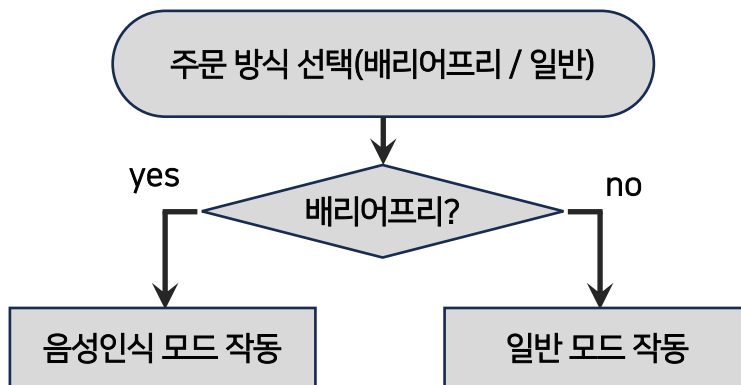 주문 방식 선택(배리어프리 / 일반)
yes
no
배리어프리?
음성인식 모드 작동
일반 모드 작동